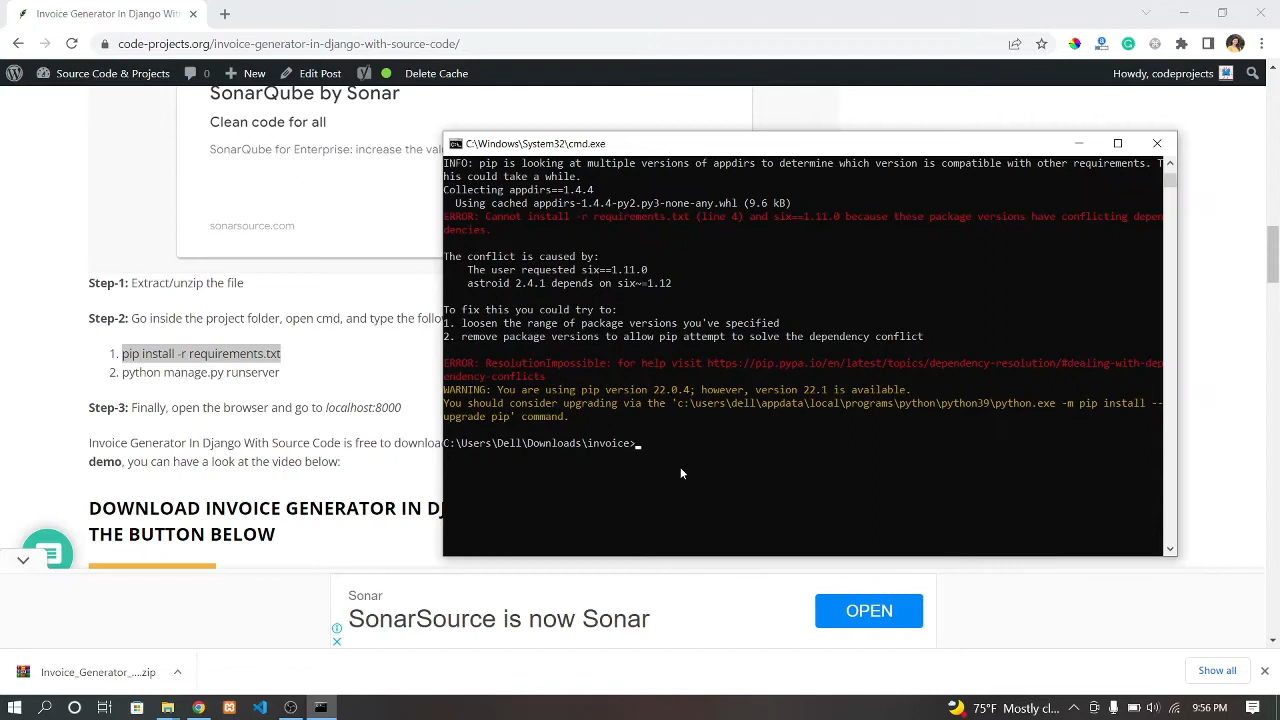 Invoice Generator In Django With
code-projects.org/invoice-generator-in-django-with-source-code/
Source Code & Projects
0
New
Edit Post
Delete Cache
Howdy, codeprojects
SonarQube by Sonar
Clean code for all
SonarQube for Enterprise: increase the val
sonarsource.com
Step-1: Extract/unzip the file
Step-2: Go inside the project folder, open cmd, and type the follo
1. pip install -r requirements.txt
2. python manage.py runserver
Step-3: Finally, open the browser and go to localhost:8000
Invoice Generator In Django With Source Code is free to download
demo, you can have a look at the video below:
DOWNLOAD INVOICE GENERATOR IN DJ
THE BUTTON BELOW
C:\Windows\System32\cmd.exe
INFO: pip is looking at multiple versions of appdirs to determine which version is compatible with other requirements. T
his could take a while.
Collecting appdirs==1.4.4
Using cached appdirs-1.4.4-py2.py3-none-any.whl (9.6 kB)
ERROR: Cannot install -r requirements.txt (line 4) and six==1.11.0 because these package versions have conflicting depen
dencies.
The conflict is caused by:
The user requested six==1.11.0
astroid 2.4.1 depends on six~=1.12
To fix this you could try to:
1. loosen the range of package versions you've specified
2. remove package versions to allow pip attempt to solve the dependency conflict
ERROR: ResolutionImpossible: for help visit https://pip.pypa.io/en/latest/topics/dependency-resolution/#dealing-with-dep
endency-conflicts
WARNING: You are using pip version 22.0.4; however, version 22.1 is available.
You should consider upgrading via the 'c:\users\dell\appdata\local\programs\python\python39\python.exe -m pip install --
upgrade pip' command.
C:\Users\Dell\Downloads\invoice>
Sonar
SonarSource is now Sonar
OPEN
Invoice_Generator_....zip
Show all
75°F Mostly c...
9:56 PM